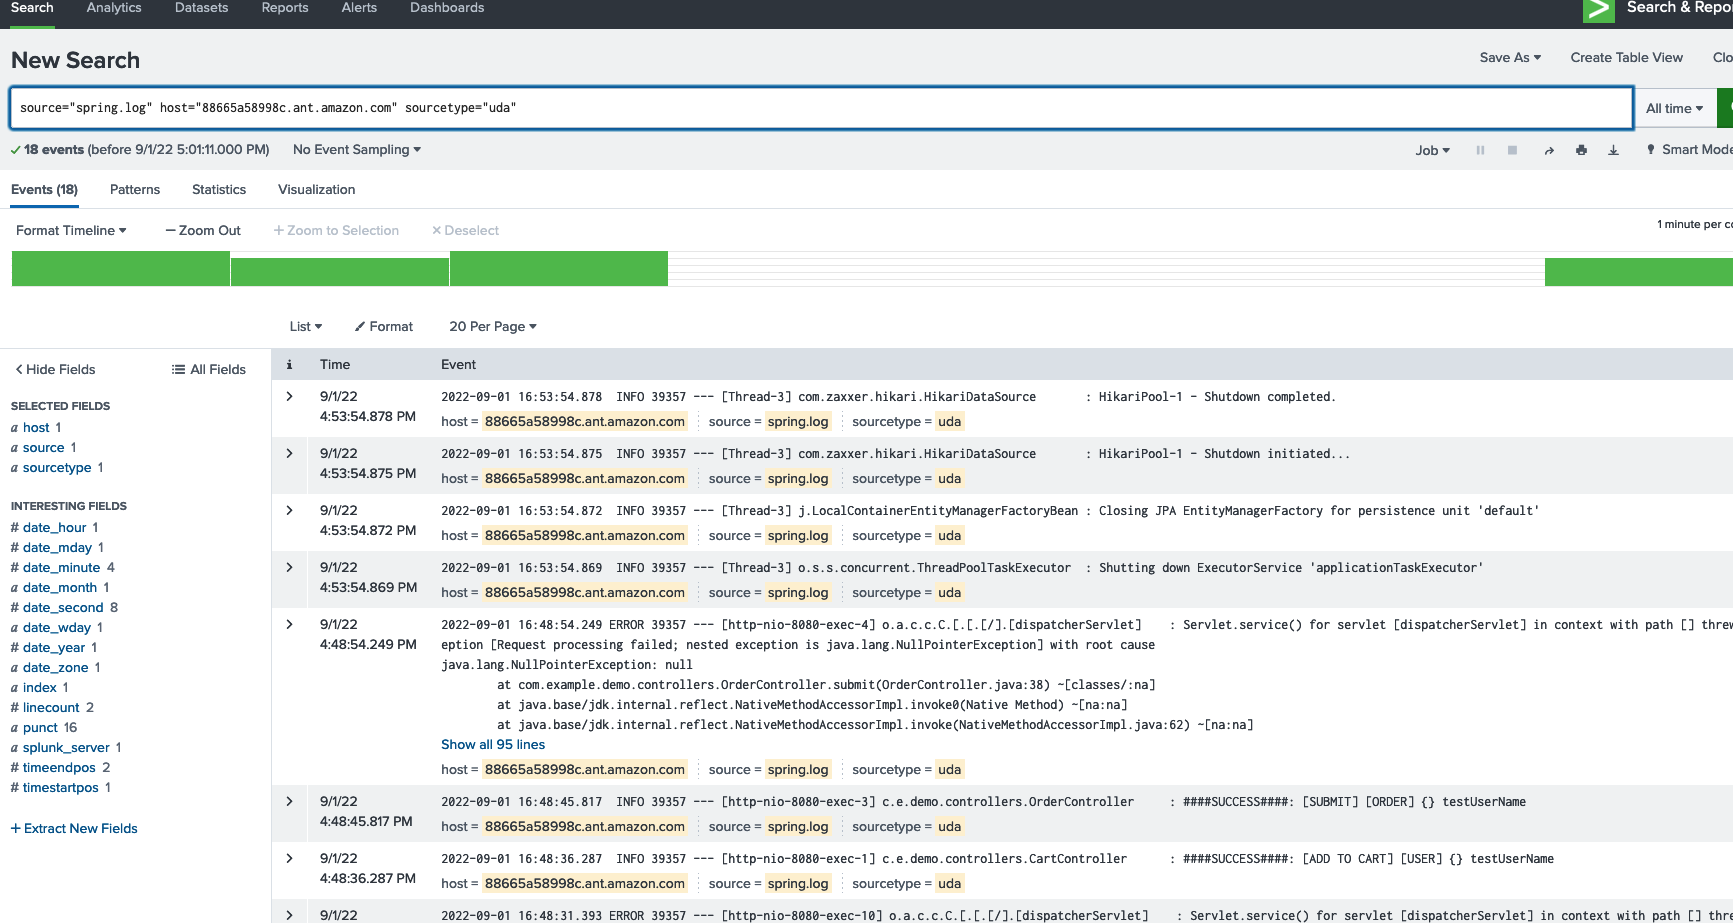 Search Analytics Datasets Reports Alerts Dashboards Search & Repo
New Search
Save As Create Table View Clo
source="spring.log" host="88665a58998c.ant.amazon.com" sourcetype="uda"
All time
18 events (before 9/1/22 5:01:11.000 PM) No Event Sampling
Job Smart Mode
Events (18) Patterns Statistics Visualization
Format Timeline — Zoom Out + Zoom to Selection × Deselect
1 minute per co
List Format 20 Per Page
< Hide Fields All Fields
SELECTED FIELDS
a host 1
a source 1
a sourcetype 1
INTERESTING FIELDS
# date_hour 1
# date_mday 1
# date_minute 4
# date_month 1
# date_second 8
a date_wday 1
# date_year 1
a date_zone 1
a index 1
# linecount 2
a punct 16
a splunk_server 1
# timeendpos 2
# timestartpos 1
+ Extract New Fields
i Time Event
9/1/22
4:53:54.878 PM
2022-09-01 16:53:54.878  INFO 39357 --- [Thread-3] com.zaxxer.hikari.HikariDataSource       : HikariPool-1 - Shutdown completed.
host = 88665a58998c.ant.amazon.com source = spring.log sourcetype = uda
9/1/22
4:53:54.875 PM
2022-09-01 16:53:54.875  INFO 39357 --- [Thread-3] com.zaxxer.hikari.HikariDataSource       : HikariPool-1 - Shutdown initiated...
host = 88665a58998c.ant.amazon.com source = spring.log sourcetype = uda
9/1/22
4:53:54.872 PM
2022-09-01 16:53:54.872  INFO 39357 --- [Thread-3] j.LocalContainerEntityManagerFactoryBean : Closing JPA EntityManagerFactory for persistence unit 'default'
host = 88665a58998c.ant.amazon.com source = spring.log sourcetype = uda
9/1/22
4:53:54.869 PM
2022-09-01 16:53:54.869  INFO 39357 --- [Thread-3] o.s.s.concurrent.ThreadPoolTaskExecutor  : Shutting down ExecutorService 'applicationTaskExecutor'
host = 88665a58998c.ant.amazon.com source = spring.log sourcetype = uda
9/1/22
4:48:54.249 PM
2022-09-01 16:48:54.249 ERROR 39357 --- [http-nio-8080-exec-4] o.a.c.c.C.[.[.[/].[dispatcherServlet]    : Servlet.service() for servlet [dispatcherServlet] in context with path [] threw
eption [Request processing failed; nested exception is java.lang.NullPointerException] with root cause
java.lang.NullPointerException: null
at com.example.demo.controllers.OrderController.submit(OrderController.java:38) ~[classes/:na]
at java.base/jdk.internal.reflect.NativeMethodAccessorImpl.invoke0(Native Method) ~[na:na]
at java.base/jdk.internal.reflect.NativeMethodAccessorImpl.invoke(NativeMethodAccessorImpl.java:62) ~[na:na]
Show all 95 lines
host = 88665a58998c.ant.amazon.com source = spring.log sourcetype = uda
9/1/22
4:48:45.817 PM
2022-09-01 16:48:45.817  INFO 39357 --- [http-nio-8080-exec-3] c.e.demo.controllers.OrderController     : ####SUCCESS####: [SUBMIT] [ORDER] {} testUserName
host = 88665a58998c.ant.amazon.com source = spring.log sourcetype = uda
9/1/22
4:48:36.287 PM
2022-09-01 16:48:36.287  INFO 39357 --- [http-nio-8080-exec-1] c.e.demo.controllers.CartController      : ####SUCCESS####: [ADD TO CART] [USER] {} testUserName
host = 88665a58998c.ant.amazon.com source = spring.log sourcetype = uda
9/1/22
2022-09-01 16:48:31.393 ERROR 39357 --- [http-nio-8080-exec-10] o.a.c.c.C.[.[.[/].[dispatcherServlet]    : Servlet.service() for servlet [dispatcherServlet] in context with path [] thre